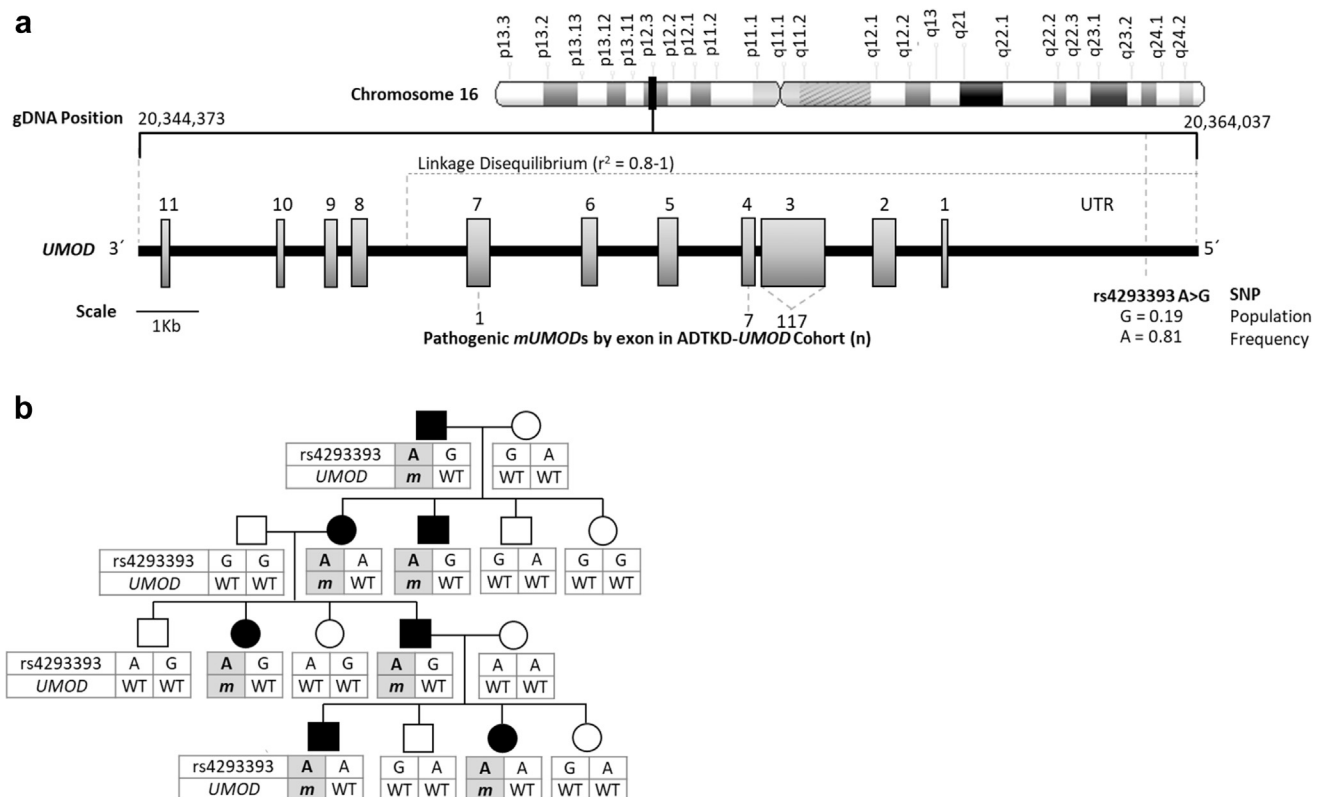 a
p13.3 p13.2 p13.13 p13.12 p13.11 p12.3 p12.2 p12.1 p11.2 p11.1 q11.1 q11.2 q12.1 q12.2 q13 q21 q22.1 q22.2 q22.3 q23.1 q23.2 q24.1 q24.2
Chromosome 16
gDNA Position 20,344,373 20,364,037
Linkage Disequilibrium (r² = 0.8-1)
11 10 9 8 7 6 5 4 3 2 1 UTR
UMOD 3´ 5´
rs4293393 A>G SNP
Scale
1Kb
1 7 117
G = 0.19 Population
Pathogenic mUMODs by exon in ADTKD-UMOD Cohort (n)
A = 0.81 Frequency
b
rs4293393 A G G A
UMOD m WT WT WT
rs4293393 G G A A A G G A G G
UMOD WT WT m WT m WT WT WT WT WT
rs4293393 A G A G A G A G A A
UMOD WT WT m WT WT WT m WT WT WT
rs4293393 A A G A A A G A
UMOD m WT WT WT m WT WT WT